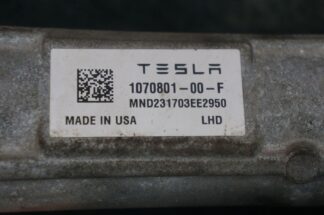 TESLA
1070801-00-F
MND231703EE2950
MADE IN USA LHD